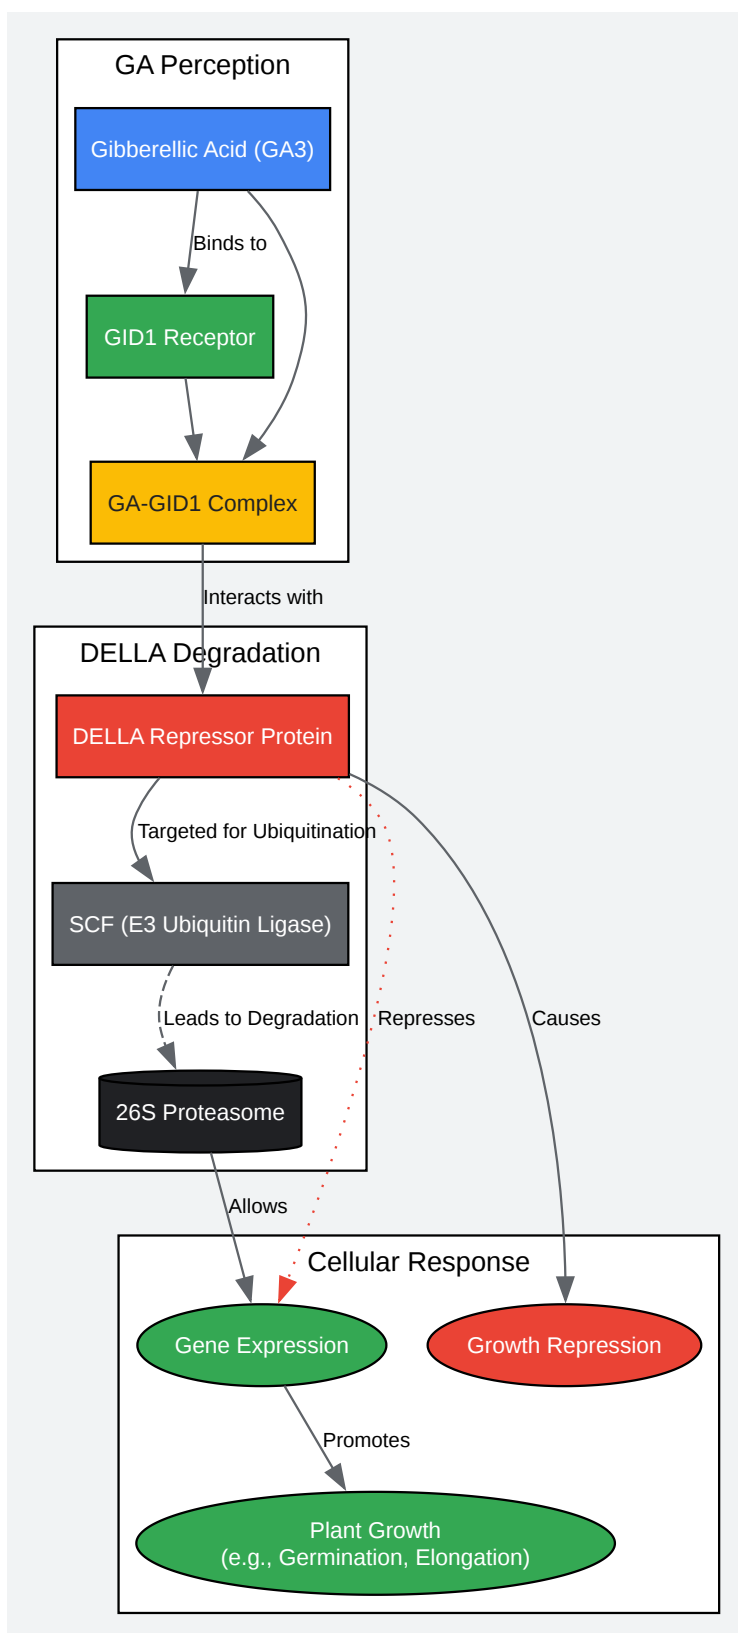 GA Perception
Gibberellic Acid (GA3)
Binds to
GID1 Receptor
GA-GID1 Complex
Interacts with
DELLA Degradation
DELLA Repressor Protein
Targeted for Ubiquitination
SCF (E3 Ubiquitin Ligase)
Leads to Degradation
Represses
Causes
26S Proteasome
Allows
Cellular Response
Gene Expression
Growth Repression
Promotes
Plant Growth
(e.g., Germination, Elongation)